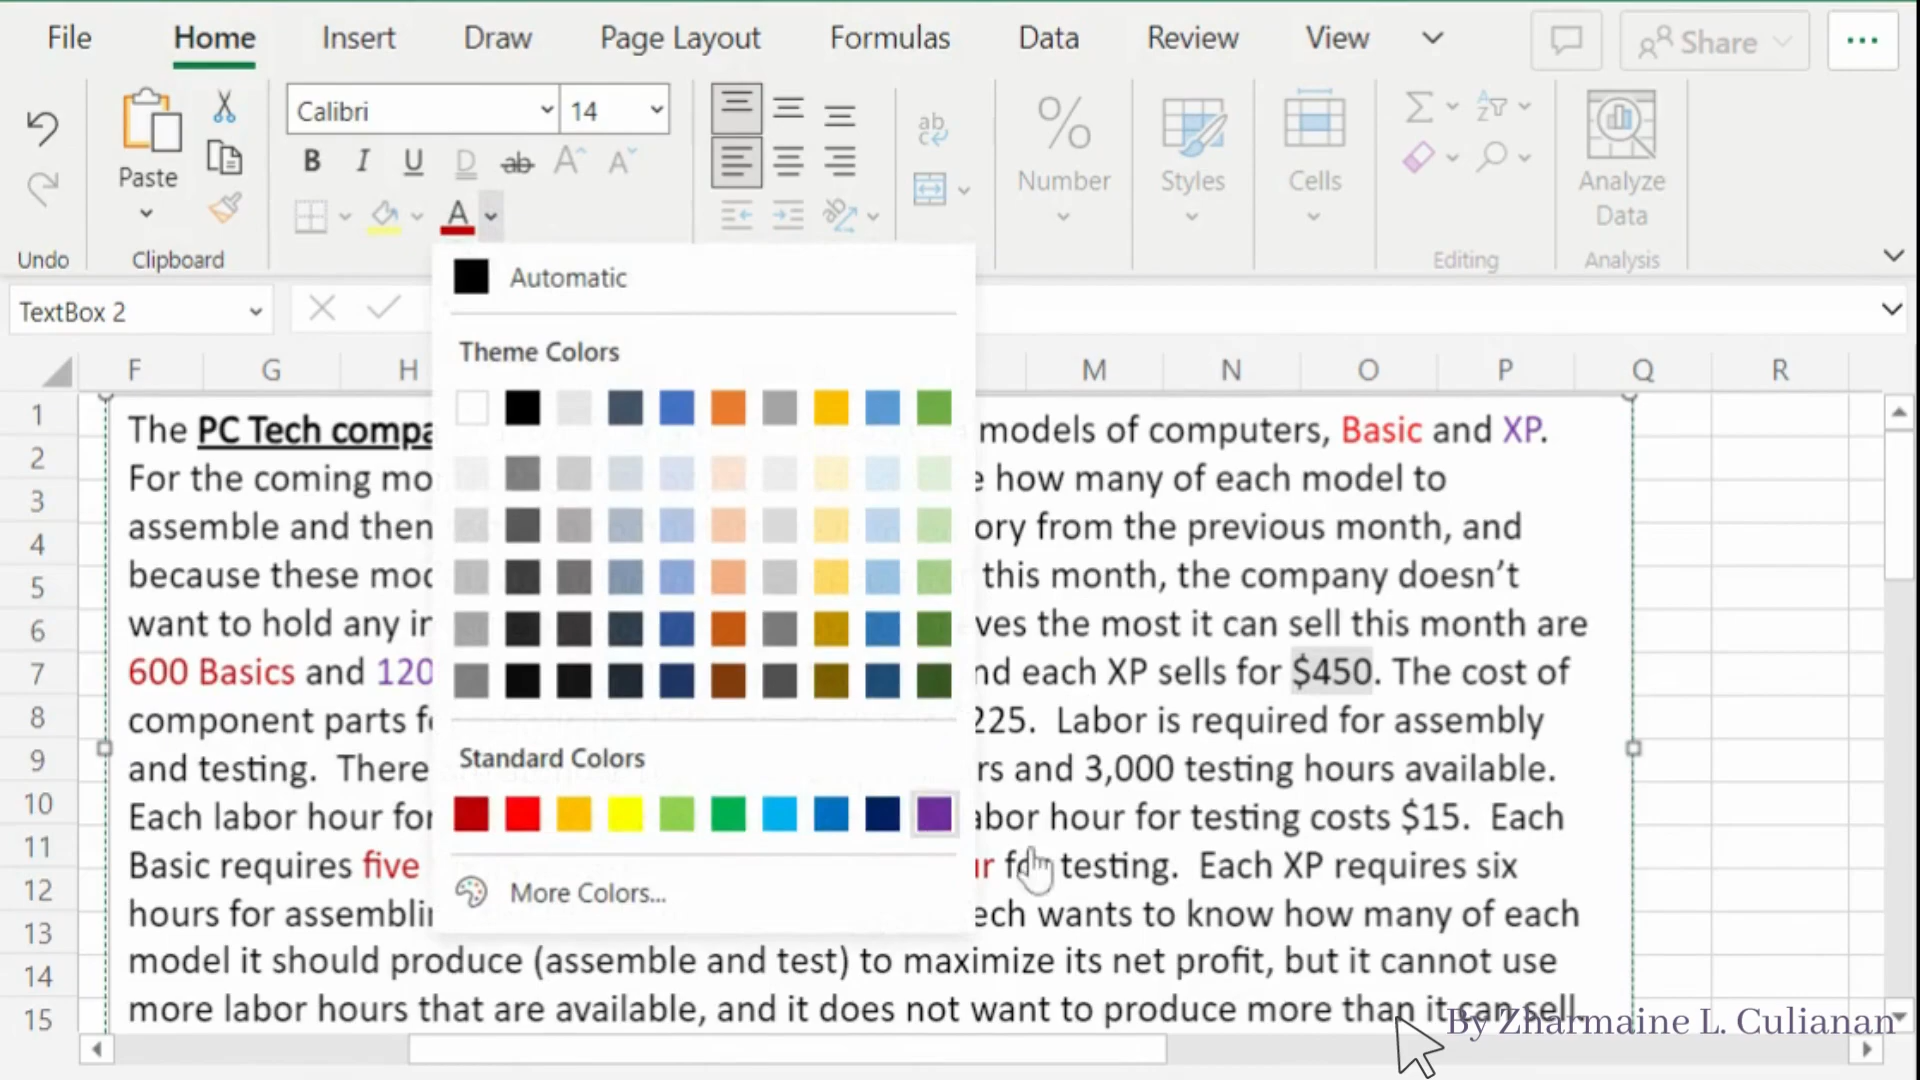 File Home Insert Draw Page Layout Formulas Data Review View Share
Calibri 14
Paste
B I U D ab A A
ab
c
%
Number
Styles
Cells
Analyze
Data
A
Undo Clipboard Editing Analysis
TextBox 2
Automatic
Theme Colors
Standard Colors
More Colors...
F G H M N O P Q R
1 The PC Tech compa models of computers, Basic and XP.
2 For the coming mo e how many of each model to
3 assemble and then ory from the previous month, and
4 because these mod this month, the company doesn't
5 want to hold any in ves the most it can sell this month are
6 600 Basics and 120 nd each XP sells for $450. The cost of
7 component parts fo 225. Labor is required for assembly
8 and testing. There rs and 3,000 testing hours available.
9 Each labor hour for abor hour for testing costs $15. Each
10 Basic requires five ur for testing. Each XP requires six
11 hours for assemblin ech wants to know how many of each
12 model it should produce (assemble and test) to maximize its net profit, but it cannot use
13 more labor hours that are available, and it does not want to produce more than it can sell.
14
15
By Zharmaine L. Culianan